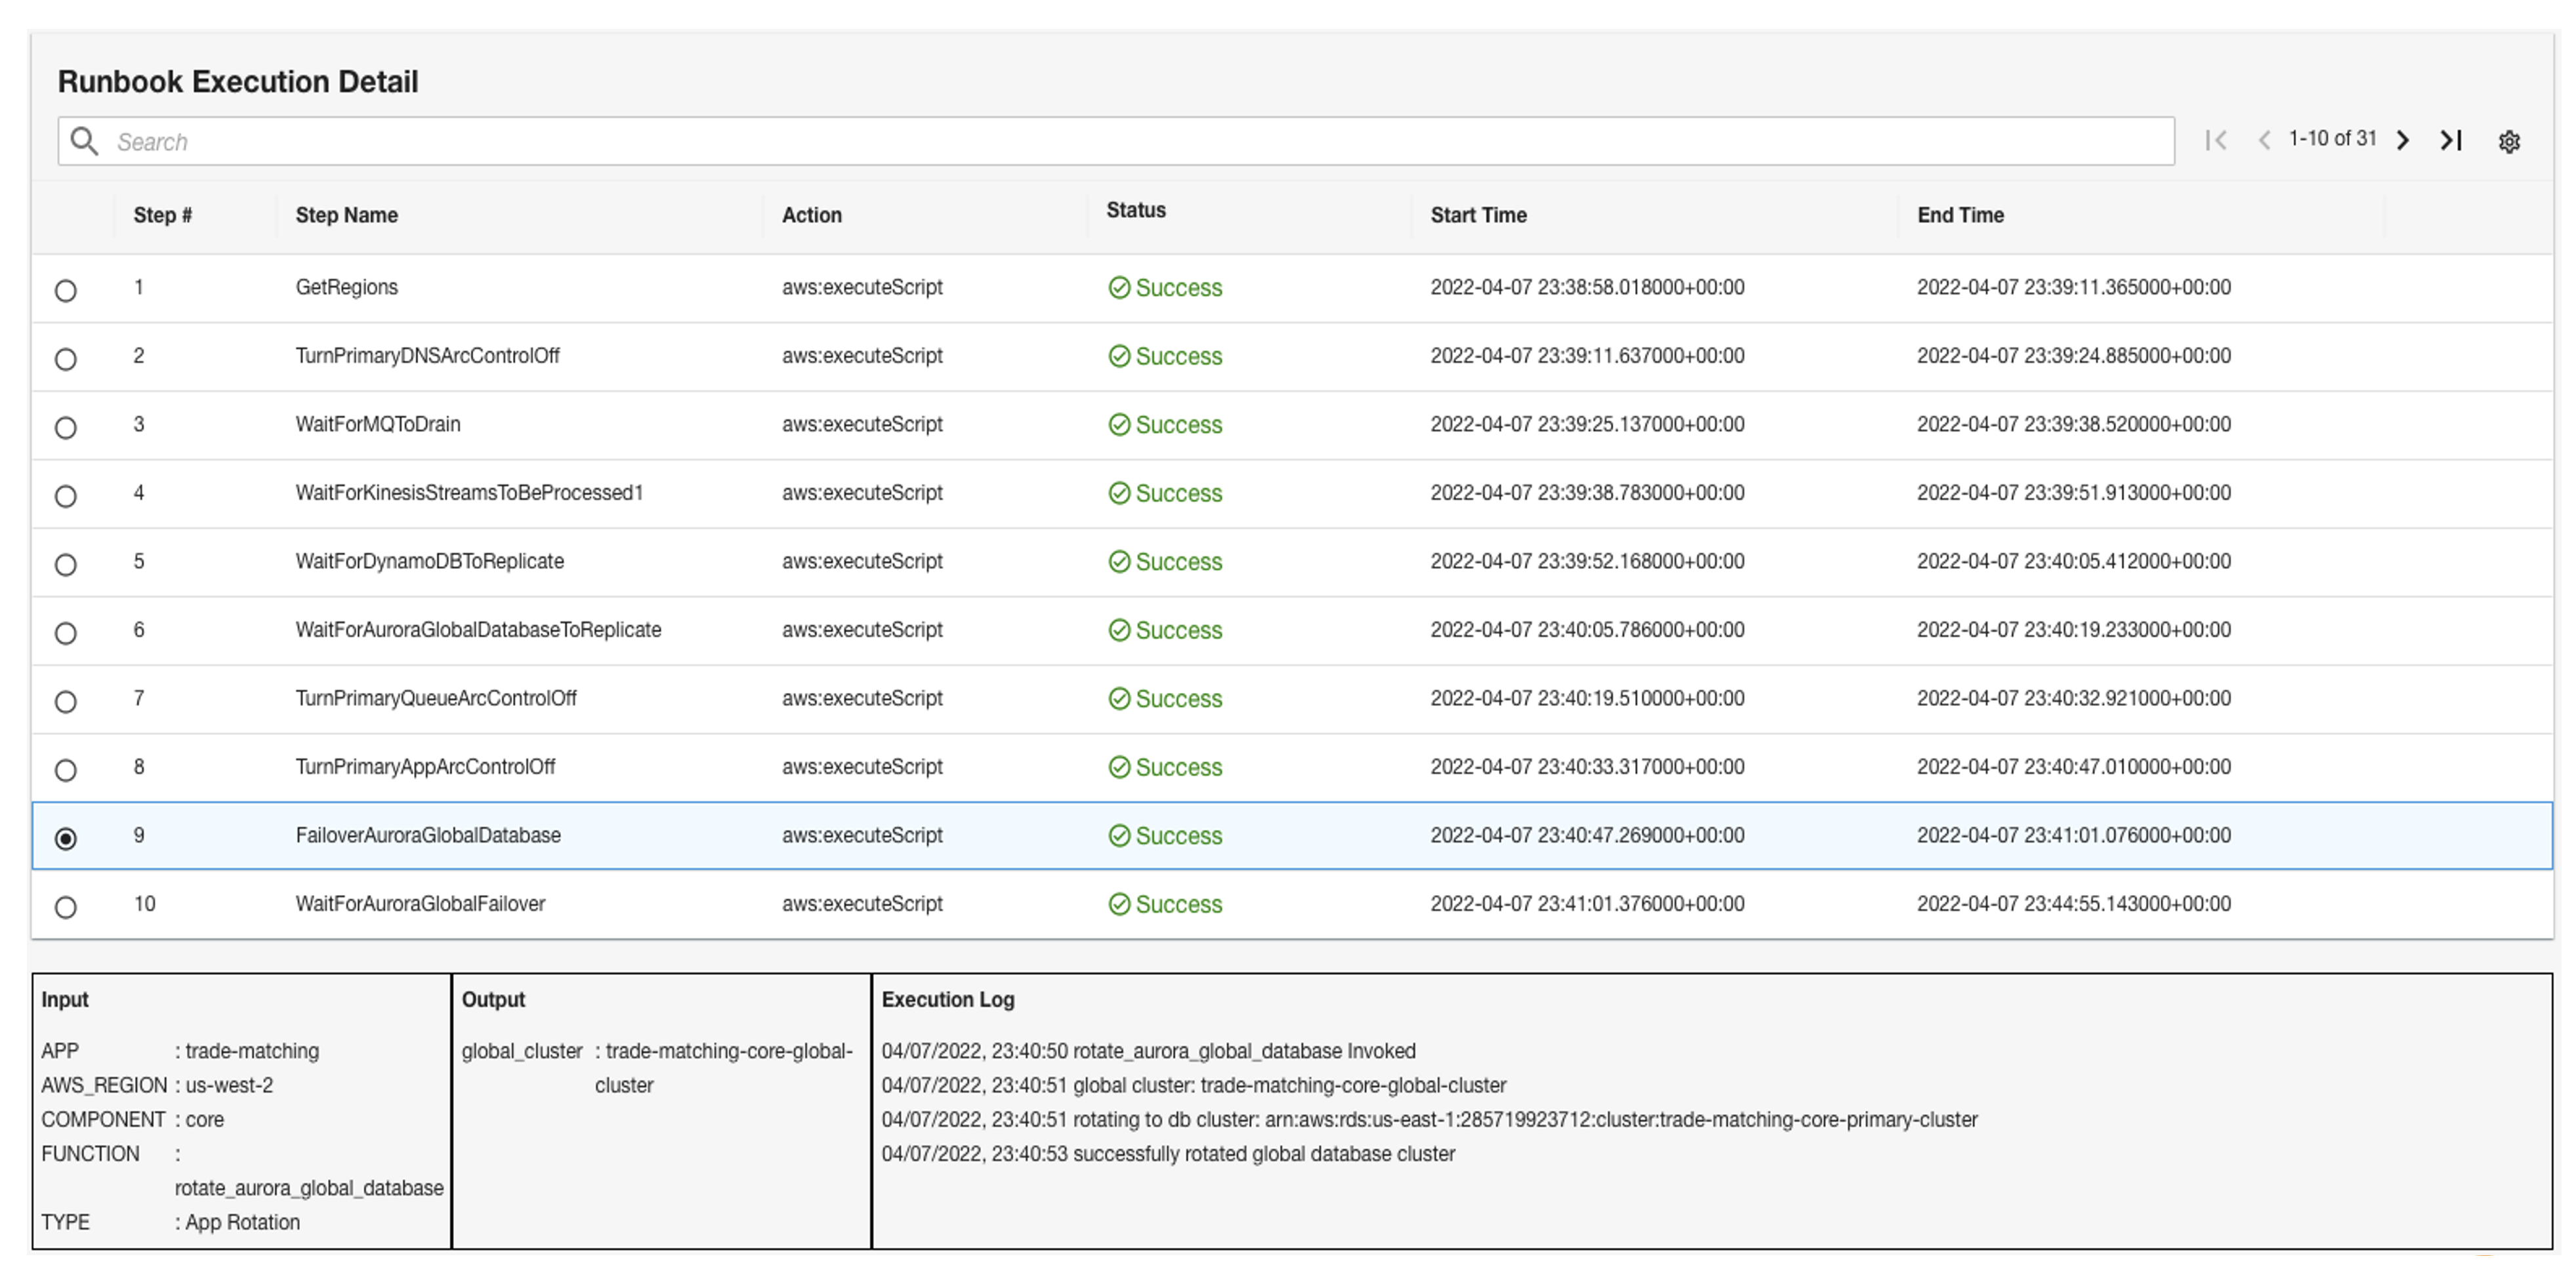 Runbook Execution Detail
Search
1-10 of 31
Step # Step Name Action Status Start Time End Time
1 GetRegions aws:executeScript Success 2022-04-07 23:38:58.018000+00:00 2022-04-07 23:39:11.365000+00:00
2 TurnPrimaryDNSArcControlOff aws:executeScript Success 2022-04-07 23:39:11.637000+00:00 2022-04-07 23:39:24.885000+00:00
3 WaitForMQToDrain aws:executeScript Success 2022-04-07 23:39:25.137000+00:00 2022-04-07 23:39:38.520000+00:00
4 WaitForKinesisStreamsToBeProcessed1 aws:executeScript Success 2022-04-07 23:39:38.783000+00:00 2022-04-07 23:39:51.913000+00:00
5 WaitForDynamoDBToReplicate aws:executeScript Success 2022-04-07 23:39:52.168000+00:00 2022-04-07 23:40:05.412000+00:00
6 WaitForAuroraGlobalDatabaseToReplicate aws:executeScript Success 2022-04-07 23:40:05.786000+00:00 2022-04-07 23:40:19.233000+00:00
7 TurnPrimaryQueueArcControlOff aws:executeScript Success 2022-04-07 23:40:19.510000+00:00 2022-04-07 23:40:32.921000+00:00
8 TurnPrimaryAppArcControlOff aws:executeScript Success 2022-04-07 23:40:33.317000+00:00 2022-04-07 23:40:47.010000+00:00
9 FailoverAuroraGlobalDatabase aws:executeScript Success 2022-04-07 23:40:47.269000+00:00 2022-04-07 23:41:01.076000+00:00
10 WaitForAuroraGlobalFailover aws:executeScript Success 2022-04-07 23:41:01.376000+00:00 2022-04-07 23:44:55.143000+00:00
Input
APP : trade-matching
AWS_REGION : us-west-2
COMPONENT : core
FUNCTION :
rotate_aurora_global_database
TYPE : App Rotation
Output
global_cluster : trade-matching-core-global-
cluster
Execution Log
04/07/2022, 23:40:50 rotate_aurora_global_database Invoked
04/07/2022, 23:40:51 global cluster: trade-matching-core-global-cluster
04/07/2022, 23:40:51 rotating to db cluster: arn:aws:rds:us-east-1:285719923712:cluster:trade-matching-core-primary-cluster
04/07/2022, 23:40:53 successfully rotated global database cluster